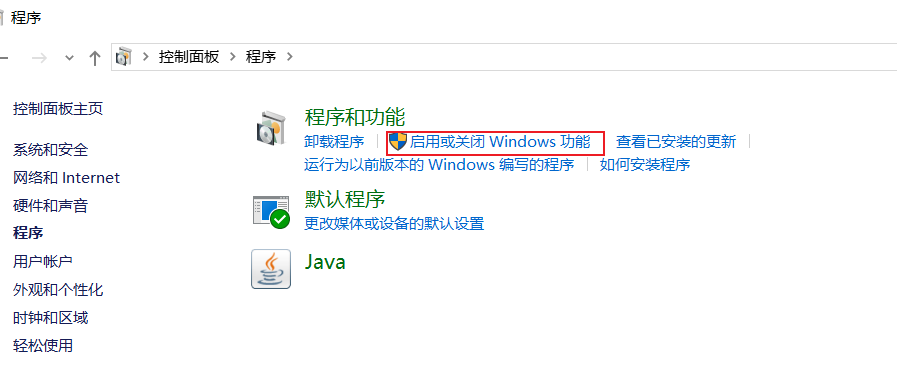 程序
控制面板 程序
控制面板主页
系统和安全
网络和 Internet
硬件和声音
程序
用户帐户
外观和个性化
时钟和区域
轻松使用
程序和功能
卸载程序 启用或关闭 Windows 功能 查看已安装的更新
运行为以前版本的 Windows 编写的程序 如何安装程序
默认程序
更改媒体或设备的默认设置
Java